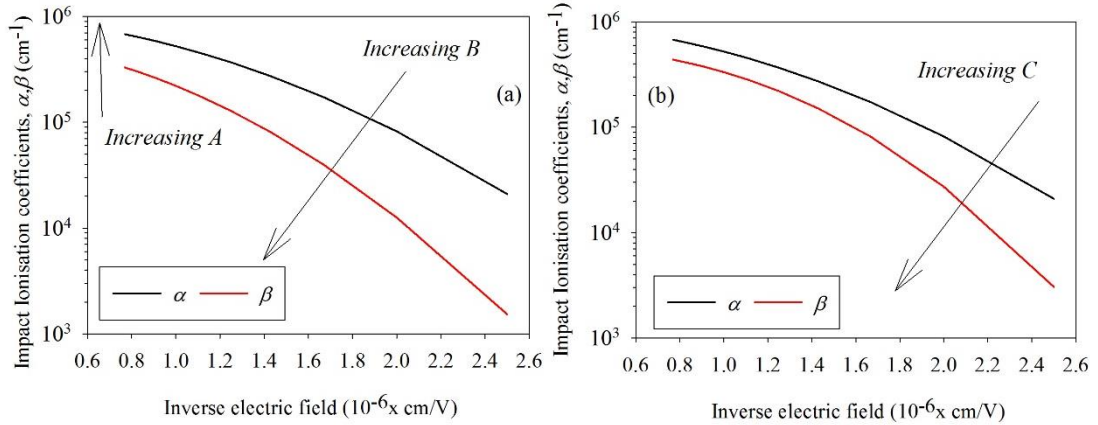 Impact Ionisation coefficients, α,β (cm⁻¹)
10⁶
10⁵
10⁴
10³
Increasing B
(a)
Increasing A
α β
0.6 0.8 1.0 1.2 1.4 1.6 1.8 2.0 2.2 2.4 2.6
Inverse electric field (10⁻⁶x cm/V)
Impact Ionisation coefficients, α,β (cm⁻¹)
10⁶
10⁵
10⁴
10³
(b)
Increasing C
α β
0.6 0.8 1.0 1.2 1.4 1.6 1.8 2.0 2.2 2.4 2.6
Inverse electric field (10⁻⁶x cm/V)